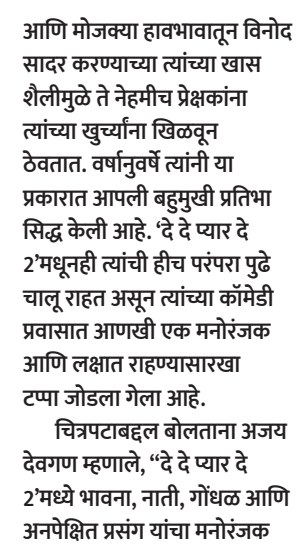 आणि मोजक्या हावभावातून विनोद
सादर करण्याच्या त्यांच्या खास
शैलीमुळे ते नेहमीच प्रेक्षकांना
त्यांच्या खुर्च्यांना खिळवून
ठेवतात. वर्षानुवर्षे त्यांनी या
प्रकारात आपली बहुमुखी प्रतिभा
सिद्ध केली आहे. ‘दे दे प्यार दे
2’मधूनही त्यांची हीच परंपरा पुढे
चालू राहत असून त्यांच्या कॉमेडी
प्रवासात आणखी एक मनोरंजक
आणि लक्षात राहण्यासारखा
टप्पा जोडला गेला आहे.
चित्रपटाबद्दल बोलताना अजय
देवगण म्हणाले, “दे दे प्यार दे
2’मध्ये भावना, नाती, गोंधळ आणि
अनपेक्षित प्रसंग यांचा मनोरंजक